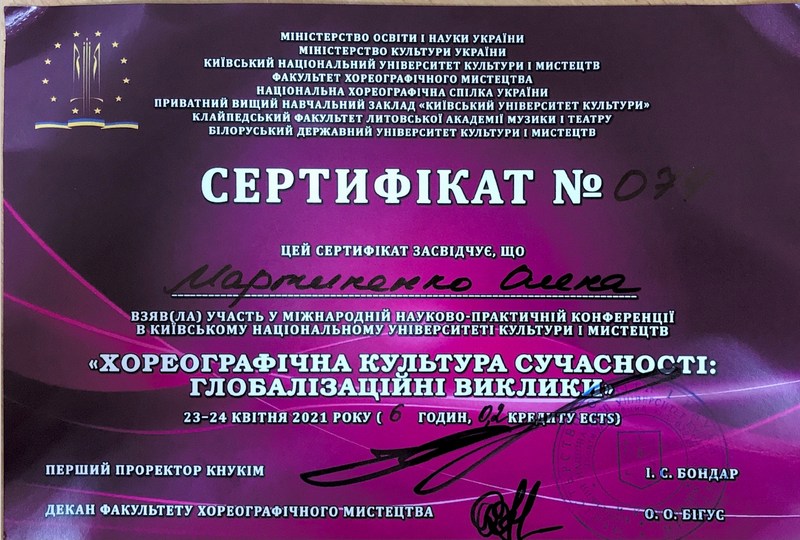 МІНІСТЕРСТВО ОСВІТИ І НАУКИ УКРАЇНИ
МІНІСТЕРСТВО КУЛЬТУРИ УКРАЇНИ
КИЇВСЬКИЙ НАЦІОНАЛЬНИЙ УНІВЕРСИТЕТ КУЛЬТУРИ І МИСТЕЦТВ
ФАКУЛЬТЕТ ХОРЕОГРАФІЧНОГО МИСТЕЦТВА
НАЦІОНАЛЬНА ХОРЕОГРАФІЧНА СПІЛКА УКРАЇНИ
ПРИВАТНИЙ ВИЩИЙ НАВЧАЛЬНИЙ ЗАКЛАД «КИЇВСЬКИЙ УНІВЕРСИТЕТ КУЛЬТУРИ»
КЛАЙПЕДСЬКИЙ ФАКУЛЬТЕТ ЛИТОВСЬКОЇ АКАДЕМІЇ МУЗИКИ І ТЕАТРУ
БІЛОРУСЬКИЙ ДЕРЖАВНИЙ УНІВЕРСИТЕТ КУЛЬТУРИ І МИСТЕЦТВ
СЕРТИФІКАТ №
ЦЕЙ СЕРТИФІКАТ ЗАСВІДЧУЄ, ЩО
Мартиненко Олена
ВЗЯВ(ЛА) УЧАСТЬ У МІЖНАРОДНІЙ НАУКОВО-ПРАКТИЧНІЙ КОНФЕРЕНЦІЇ
В КИЇВСЬКОМУ НАЦІОНАЛЬНОМУ УНІВЕРСИТЕТІ КУЛЬТУРИ І МИСТЕЦТВ
«ХОРЕОГРАФІЧНА КУЛЬТУРА СУЧАСНОСТІ:
ГЛОБАЛІЗАЦІЙНІ ВИКЛИКИ»
23-24 КВІТНЯ 2021 РОКУ ( 6 ГОДИН, 0,2 КРЕДИТУ ECTS)
ПЕРШИЙ ПРОРЕКТОР КНУКІМ І. С. БОНДАР
ДЕКАН ФАКУЛЬТЕТУ ХОРЕОГРАФІЧНОГО МИСТЕЦТВА О. О. БІГУС